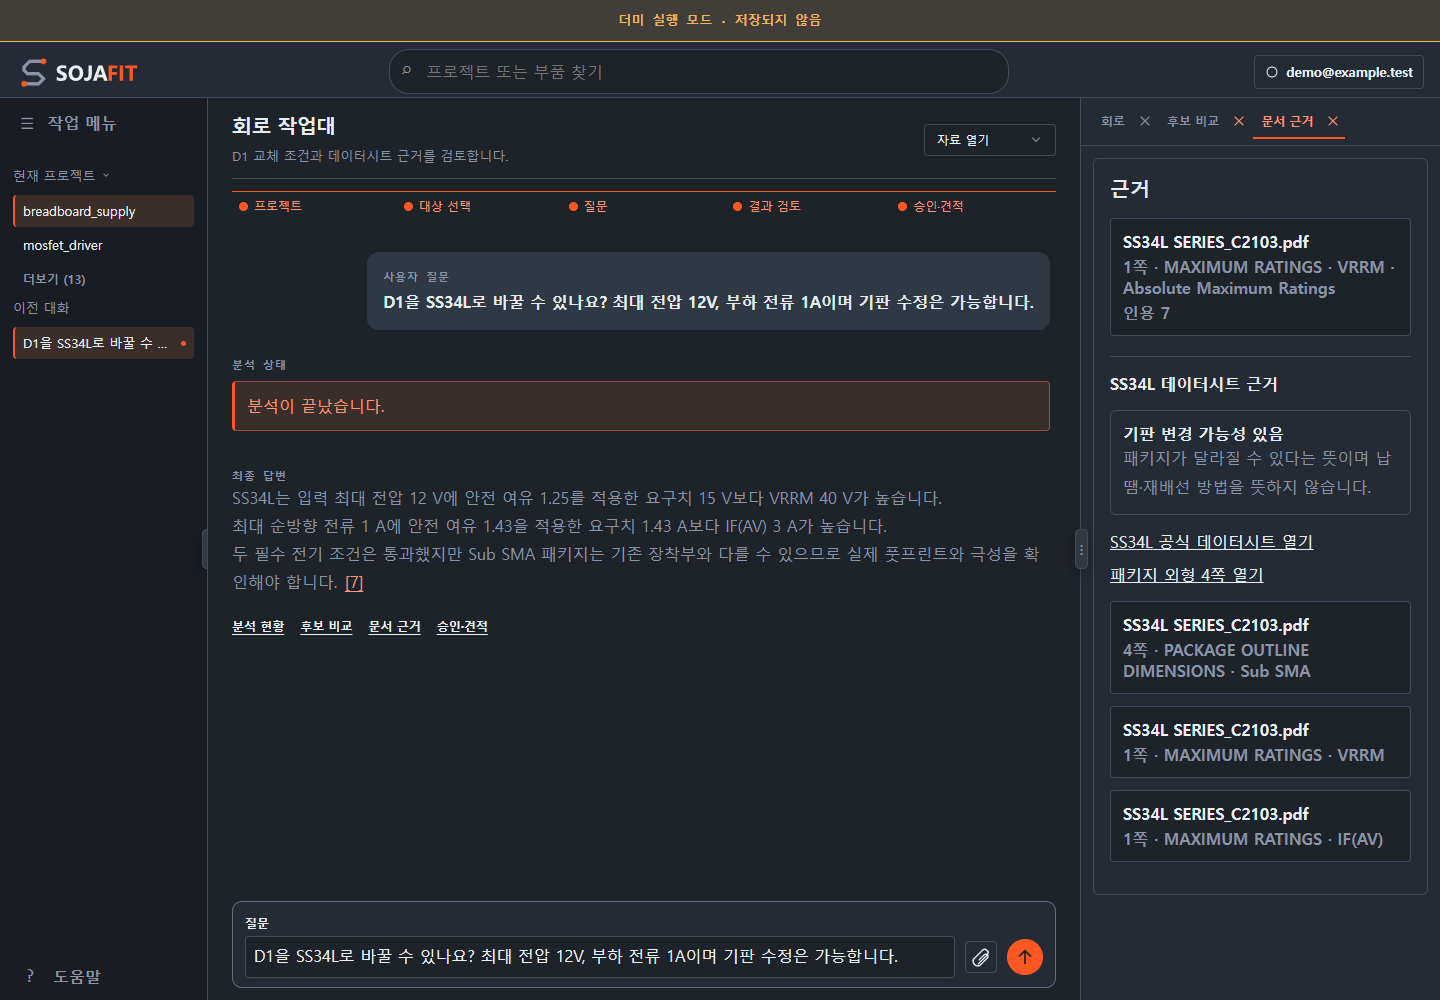 더미 실행 모드 · 저장되지 않음
SOJAFIT
프로젝트 또는 부품 찾기
demo@example.test
작업 메뉴
현재 프로젝트
breadboard_supply
mosfet_driver
더보기 (13)
이전 대화
D1을 SS34L로 바꿀 수 ...
? 도움말
회로 작업대
D1 교체 조건과 데이터시트 근거를 검토합니다.
자료 열기
프로젝트
대상 선택
질문
결과 검토
승인·견적
사용자 질문
D1을 SS34L로 바꿀 수 있나요? 최대 전압 12V, 부하 전류 1A이며 기판 수정은 가능합니다.
분석 상태
분석이 끝났습니다.
최종 답변
SS34L는 입력 최대 전압 12 V에 안전 여유 1.25를 적용한 요구치 15 V보다 VRRM 40 V가 높습니다.
최대 순방향 전류 1 A에 안전 여유 1.43을 적용한 요구치 1.43 A보다 IF(AV) 3 A가 높습니다.
두 필수 전기 조건은 통과했지만 Sub SMA 패키지는 기존 장착부와 다를 수 있으므로 실제 풋프린트와 극성을 확
인해야 합니다. [7]
분석 현황
후보 비교
문서 근거
승인·견적
질문
D1을 SS34L로 바꿀 수 있나요? 최대 전압 12V, 부하 전류 1A이며 기판 수정은 가능합니다.
회로
후보 비교
문서 근거
근거
SS34L SERIES_C2103.pdf
1쪽 · MAXIMUM RATINGS · VRRM ·
Absolute Maximum Ratings
인용 7
SS34L 데이터시트 근거
기판 변경 가능성 있음
패키지가 달라질 수 있다는 뜻이며 납
땜·재배선 방법을 뜻하지 않습니다.
SS34L 공식 데이터시트 열기
패키지 외형 4쪽 열기
SS34L SERIES_C2103.pdf
4쪽 · PACKAGE OUTLINE
DIMENSIONS · Sub SMA
SS34L SERIES_C2103.pdf
1쪽 · MAXIMUM RATINGS · VRRM
SS34L SERIES_C2103.pdf
1쪽 · MAXIMUM RATINGS · IF(AV)